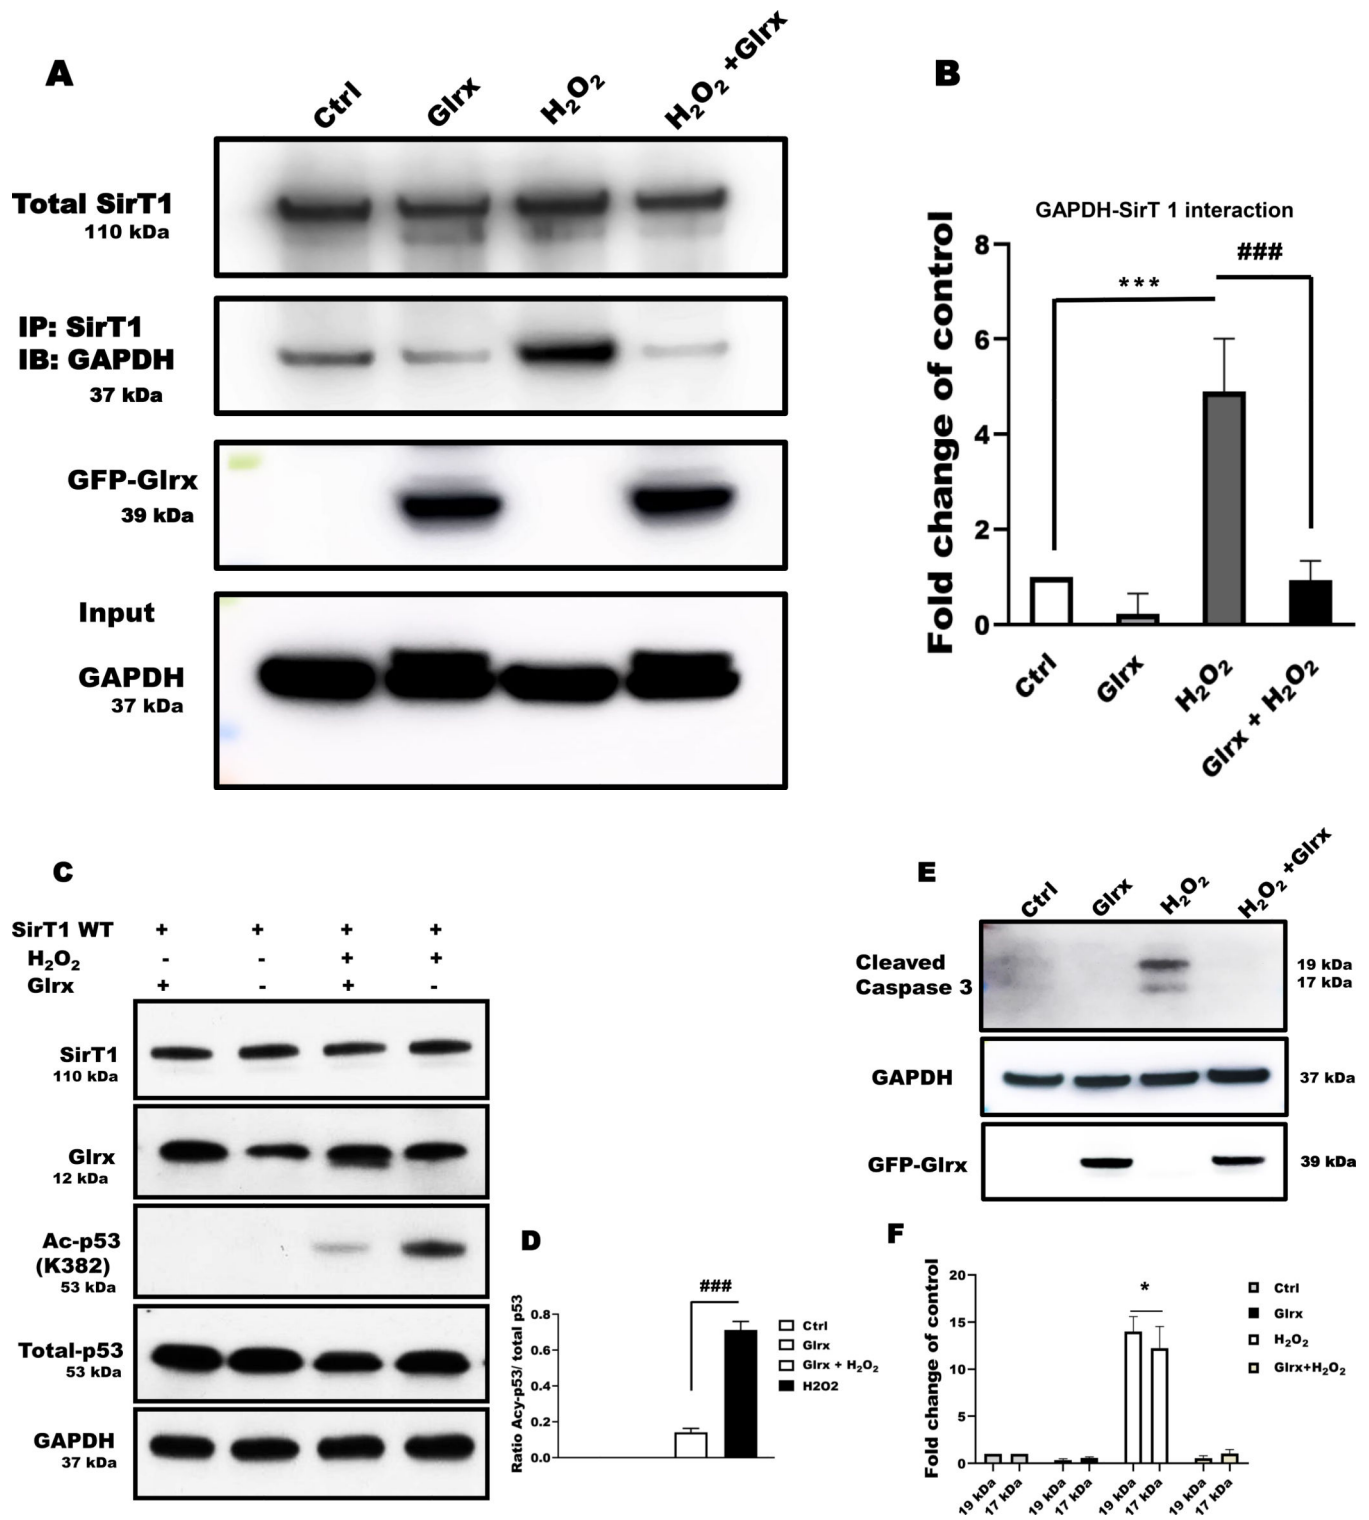 A
Ctrl
Glrx
H₂O₂
H₂O₂ +Glrx
Total SirT1
110 kDa
IP: SirT1
IB: GAPDH
37 kDa
GFP-Glrx
39 kDa
Input
GAPDH
37 kDa
B
GAPDH-SirT 1 interaction
Fold change of control
8
6
4
2
0
***
###
Ctrl
Glrx
H₂O₂
Glrx + H₂O₂
C
SirT1 WT + + + +
H₂O₂ - - + +
Glrx + - + -
SirT1
110 kDa
Glrx
12 kDa
Ac-p53
(K382)
53 kDa
Total-p53
53 kDa
GAPDH
37 kDa
D
Ratio Acy-p53/ total p53
0.8
0.6
0.4
0.2
0.0
###
Ctrl
Glrx
Glrx + H₂O₂
H2O2
E
Ctrl
Glrx
H₂O₂
H₂O₂ +Glrx
Cleaved
Caspase 3
19 kDa
17 kDa
GAPDH
37 kDa
GFP-Glrx
39 kDa
F
Fold change of control
20
15
10
5
0
*
19 kDa
17 kDa
19 kDa
17 kDa
19 kDa
17 kDa
19 kDa
17 kDa
Ctrl
Glrx
H₂O₂
Glrx+H₂O₂